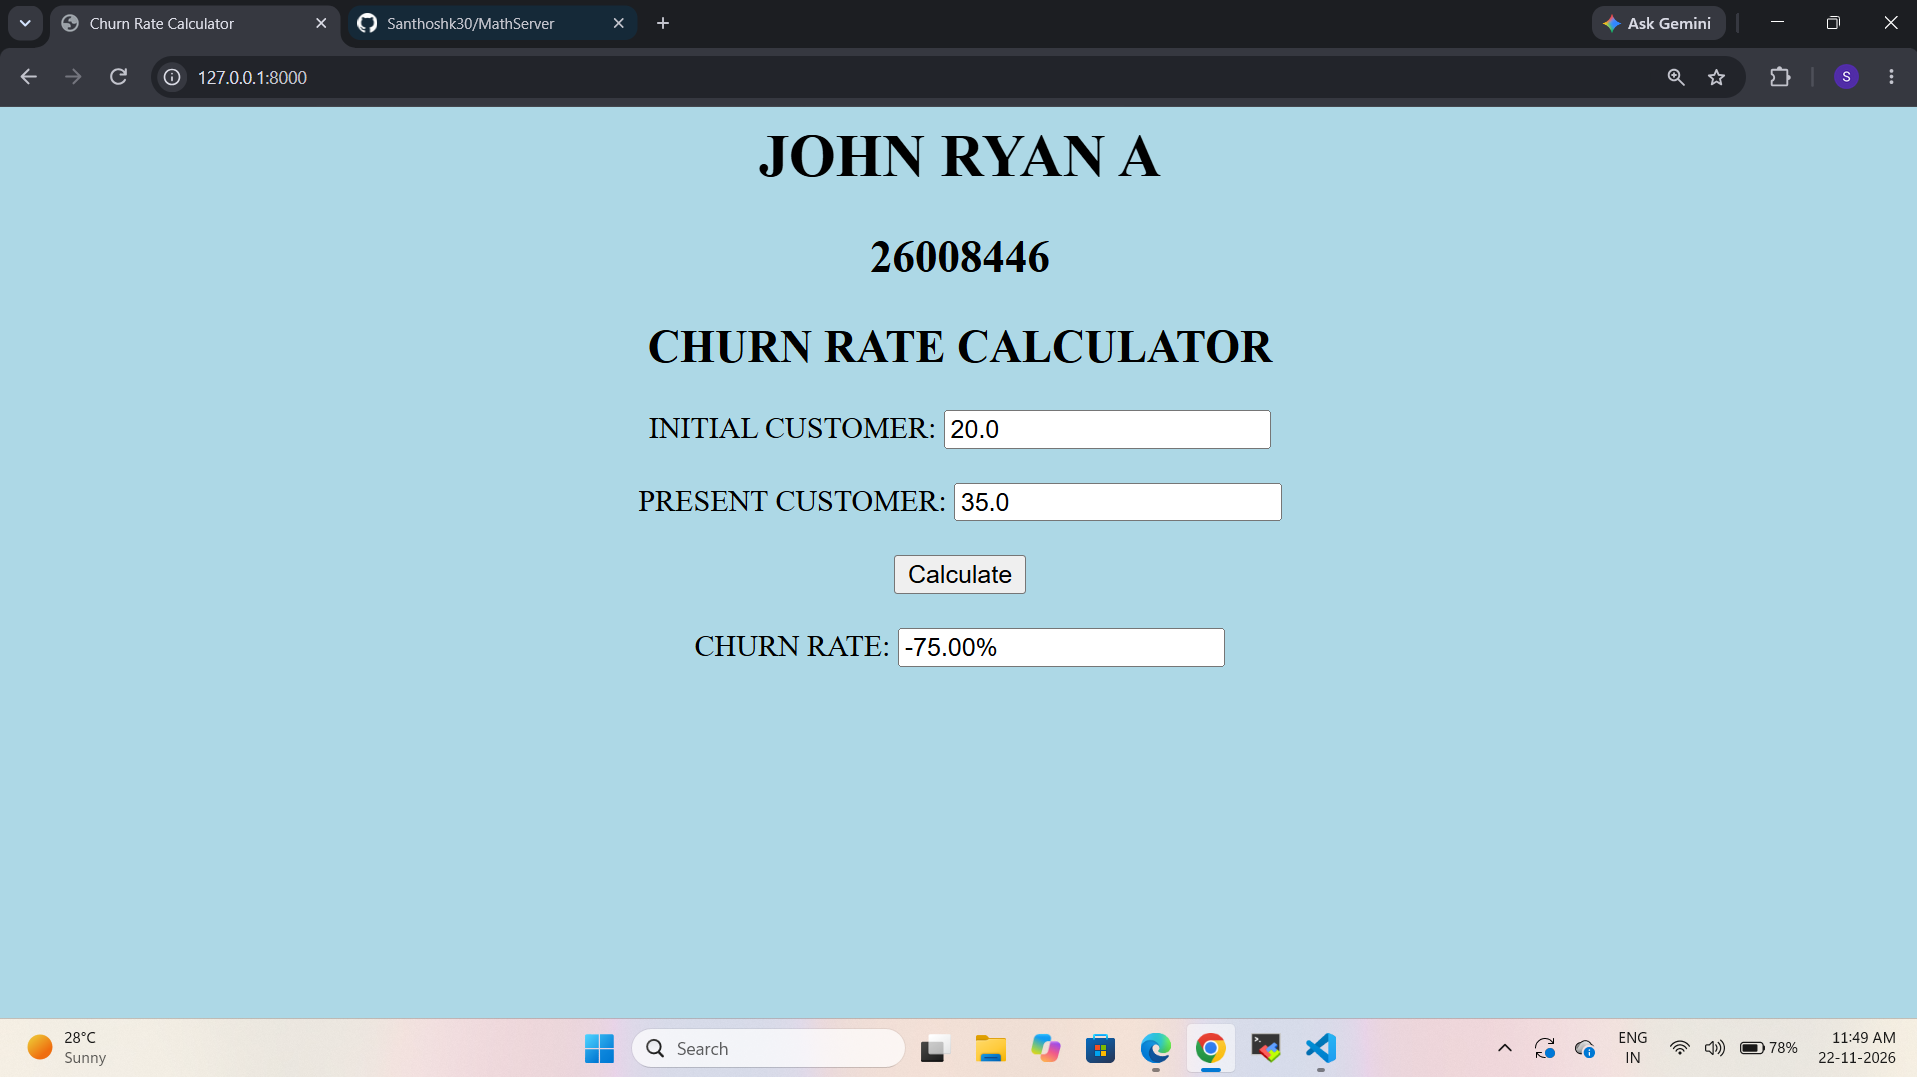 Churn Rate Calculator
Santhoshk30/MathServer
Ask Gemini
127.0.0.1:8000
S
JOHN RYAN A
26008446
CHURN RATE CALCULATOR
INITIAL CUSTOMER: 20.0
PRESENT CUSTOMER: 35.0
Calculate
CHURN RATE: -75.00%
28°C
Sunny
Search
ENG
IN
78%
11:49 AM
22-11-2026